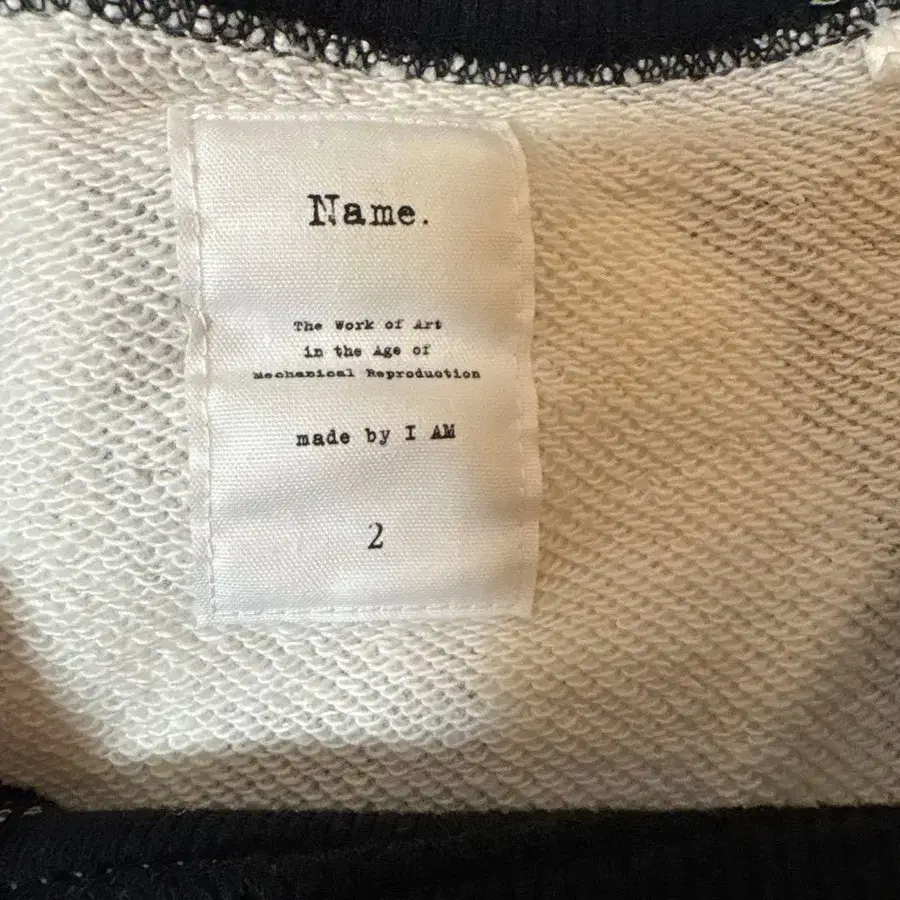 Name.
The Work of Art
in the Age of
Mechanical Reproduction
made by I AM
2